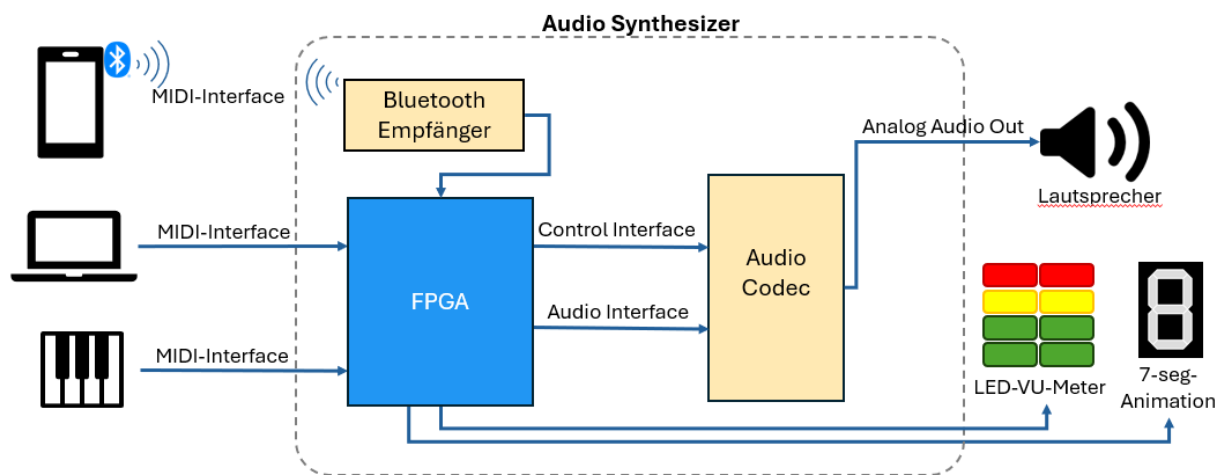 Audio Synthesizer
MIDI-Interface
Bluetooth
Empfänger
Analog Audio Out
Lautsprecher
MIDI-Interface
Control Interface
Audio
Codec
FPGA
Audio Interface
MIDI-Interface
LED-VU-Meter
7-seg-
Animation